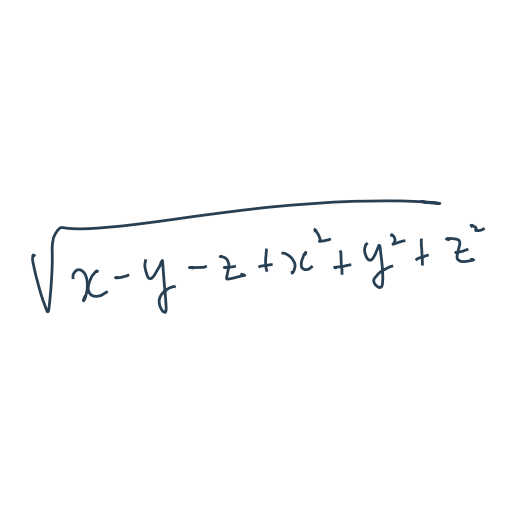 √(x - y - z + x² + y² + z²)